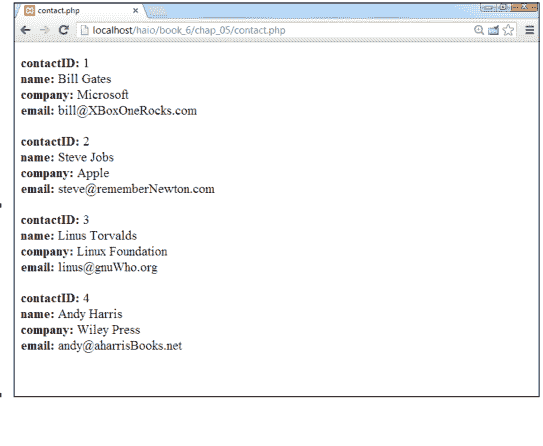 contact.php
localhost/haio/book_6/chap_05/contact.php
contactID: 1
name: Bill Gates
company: Microsoft
email: bill@XBoxOneRocks.com
contactID: 2
name: Steve Jobs
company: Apple
email: steve@rememberNewton.com
contactID: 3
name: Linus Torvalds
company: Linux Foundation
email: linus@gnuWho.org
contactID: 4
name: Andy Harris
company: Wiley Press
email: andy@aharrisBooks.net